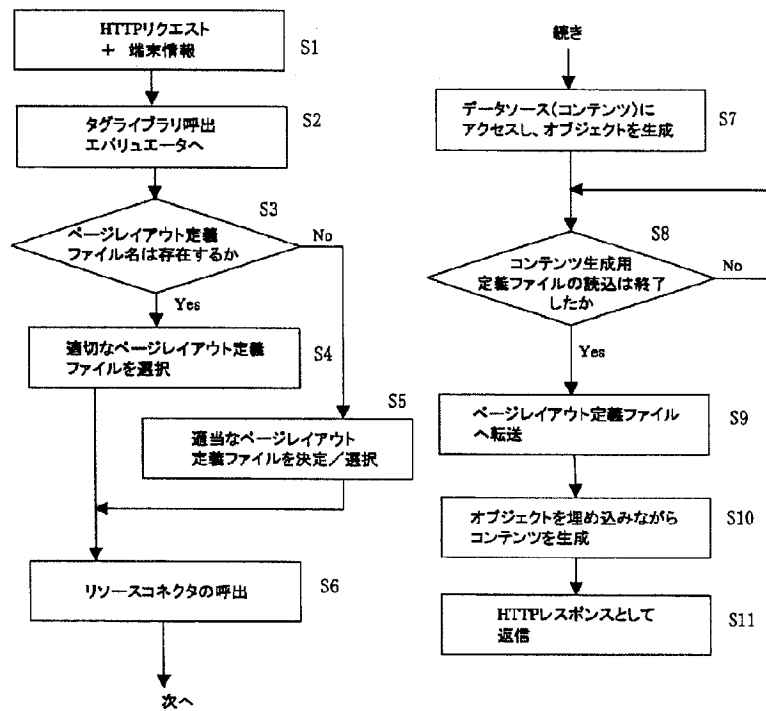 HTTPリクエスト
+ 端末情報
S1
タグライブラリ呼出
エバリュエータへ
S2
S3
ページレイアウト定義
ファイル名は存在するか
No
Yes
適切なページレイアウト定義
ファイルを選択
S4
S5
適当なページレイアウト
定義ファイルを決定/選択
リソースコネクタの呼出
S6
次へ
続き
データソース(コンテンツ)に
アクセスし、オブジェクトを生成
S7
S8
コンテンツ生成用
定義ファイルの読込は終了
したか
No
Yes
ページレイアウト定義ファイル
へ転送
S9
オブジェクトを埋め込みながら
コンテンツを生成
S10
HTTPレスポンスとして
返信
S11